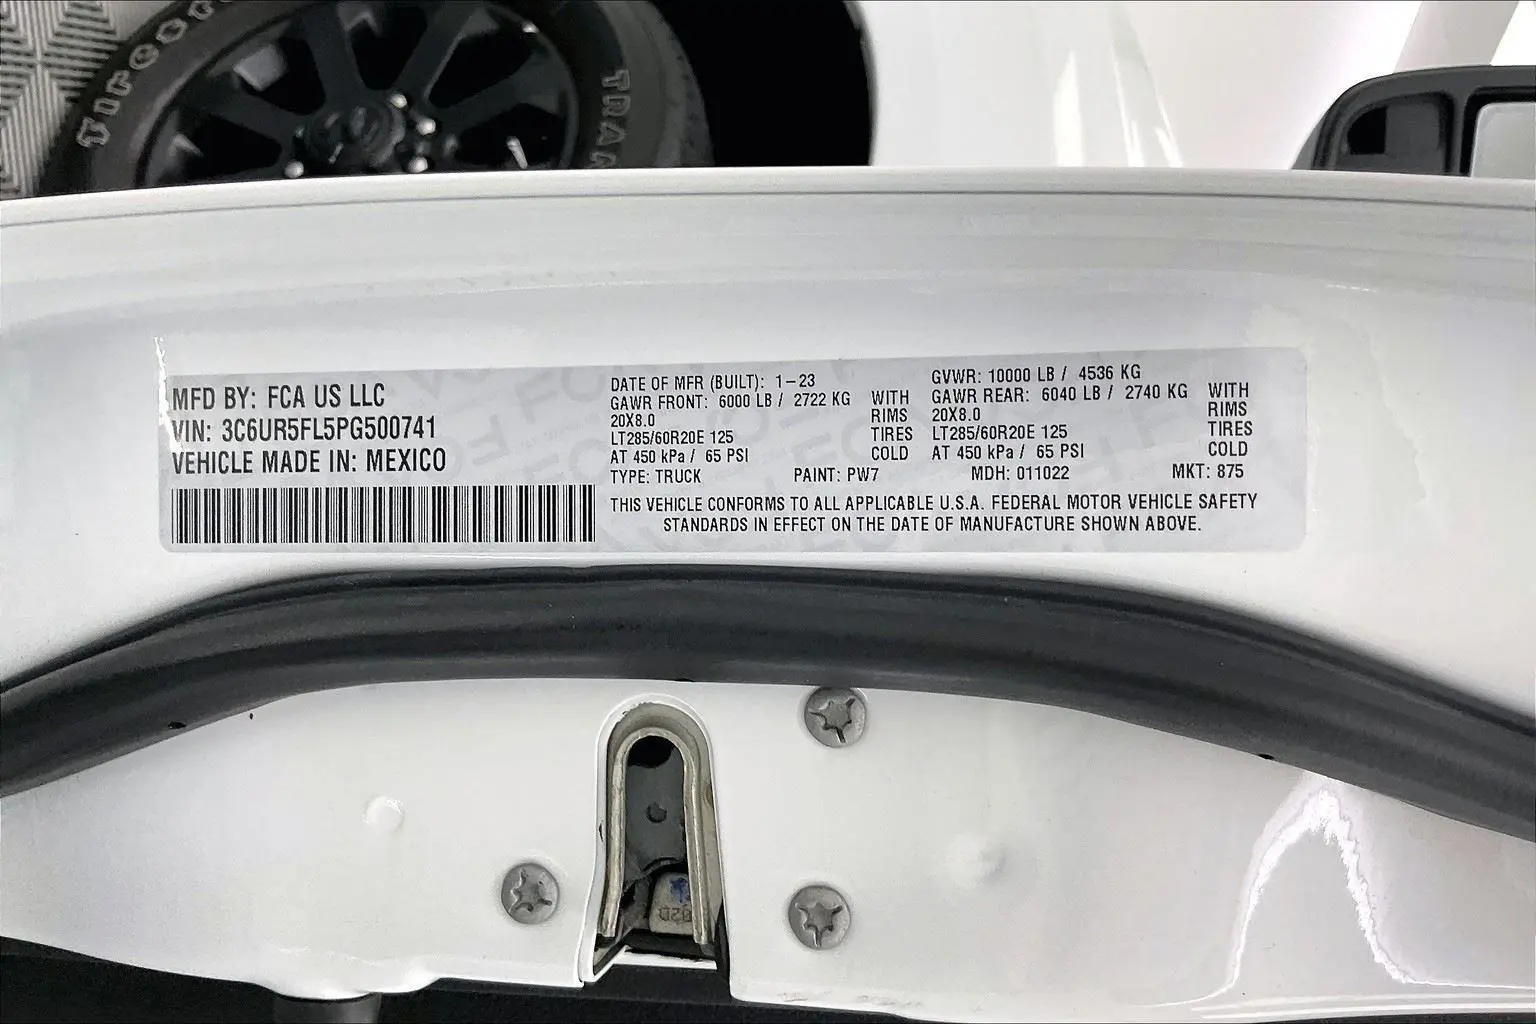 Firesto
TRAN
MFD BY: FCA US LLC
VIN: 3C6UR5FL5PG500741
VEHICLE MADE IN: MEXICO
DATE OF MFR (BUILT): 1-23
GAWR FRONT: 6000 LB / 2722 KG WITH
20X8.0 RIMS
LT285/60R20E 125 TIRES
AT 450 kPa / 65 PSI COLD
GVWR: 10000 LB / 4536 KG
GAWR REAR: 6040 LB / 2740 KG WITH
20X8.0 RIMS
LT285/60R20E 125 TIRES
AT 450 kPa / 65 PSI COLD
TYPE: TRUCK PAINT: PW7 MDH: 011022 MKT: 875
THIS VEHICLE CONFORMS TO ALL APPLICABLE U.S.A. FEDERAL MOTOR VEHICLE SAFETY
STANDARDS IN EFFECT ON THE DATE OF MANUFACTURE SHOWN ABOVE.